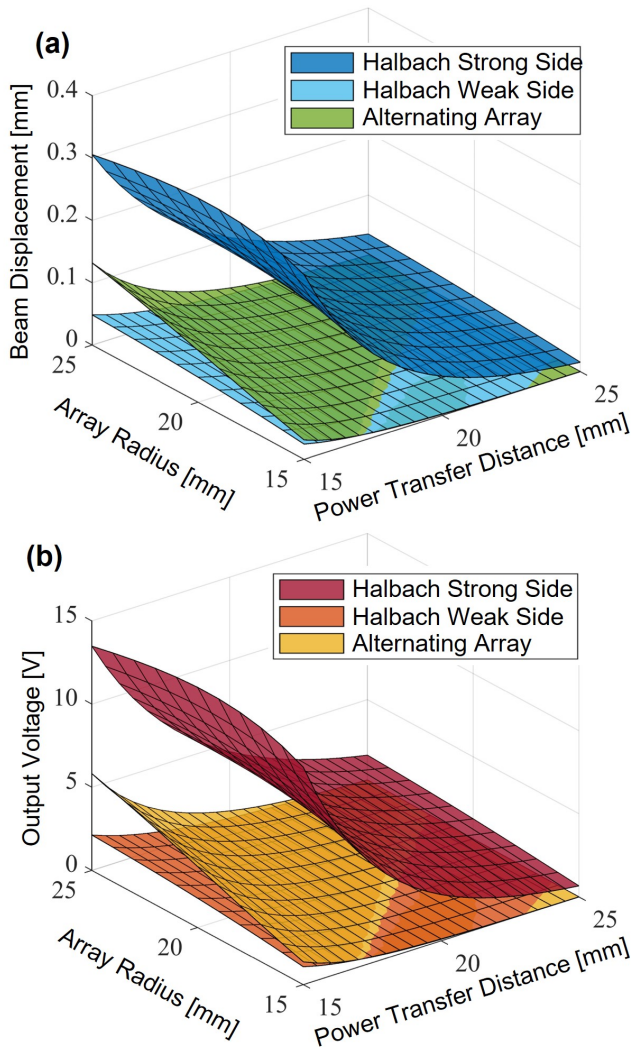 (a)
Halbach Strong Side
Halbach Weak Side
Alternating Array
Beam Displacement [mm]
0.4
0.3
0.2
0.1
0
25
20
15
Array Radius [mm]
15
20
25
Power Transfer Distance [mm]
(b)
Halbach Strong Side
Halbach Weak Side
Alternating Array
Output Voltage [V]
15
10
5
0
25
20
15
Array Radius [mm]
15
20
25
Power Transfer Distance [mm]